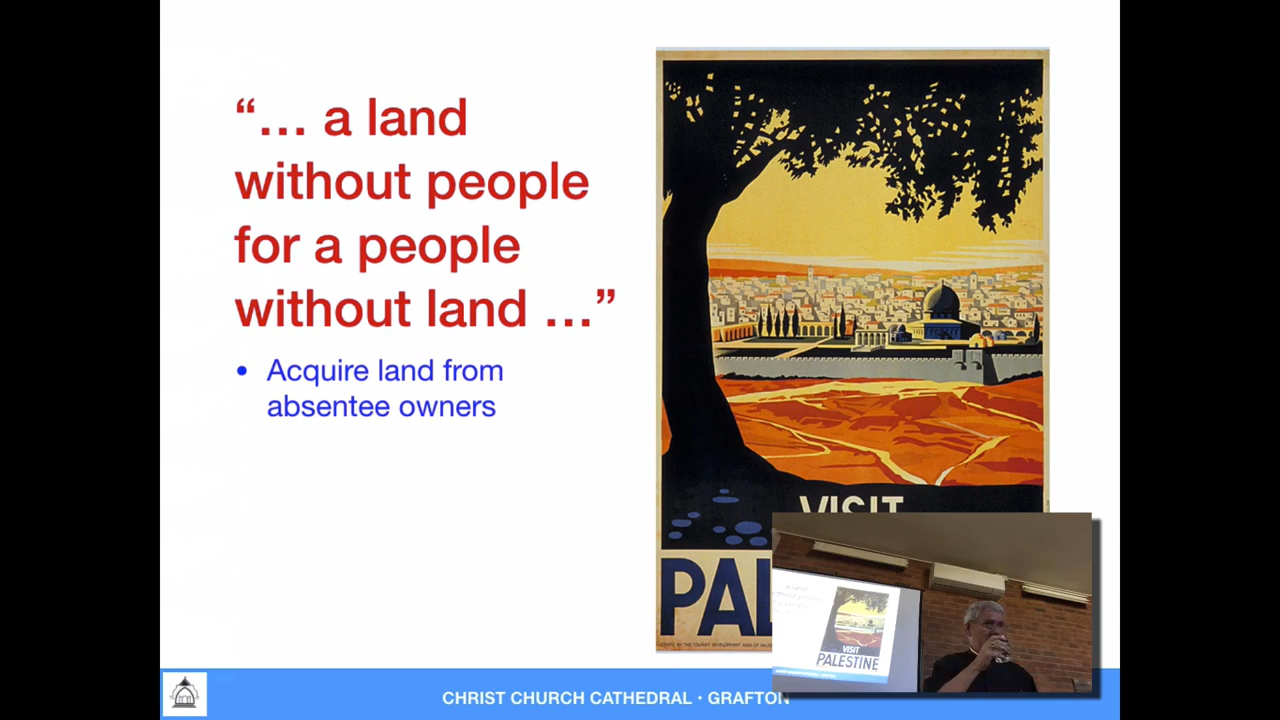 “… a land
without people
for a people
without land …”
• Acquire land from
absentee owners
VISIT
PAL
VISIT
PALESTINE
CHRIST CHURCH CATHEDRAL • GRAFTON